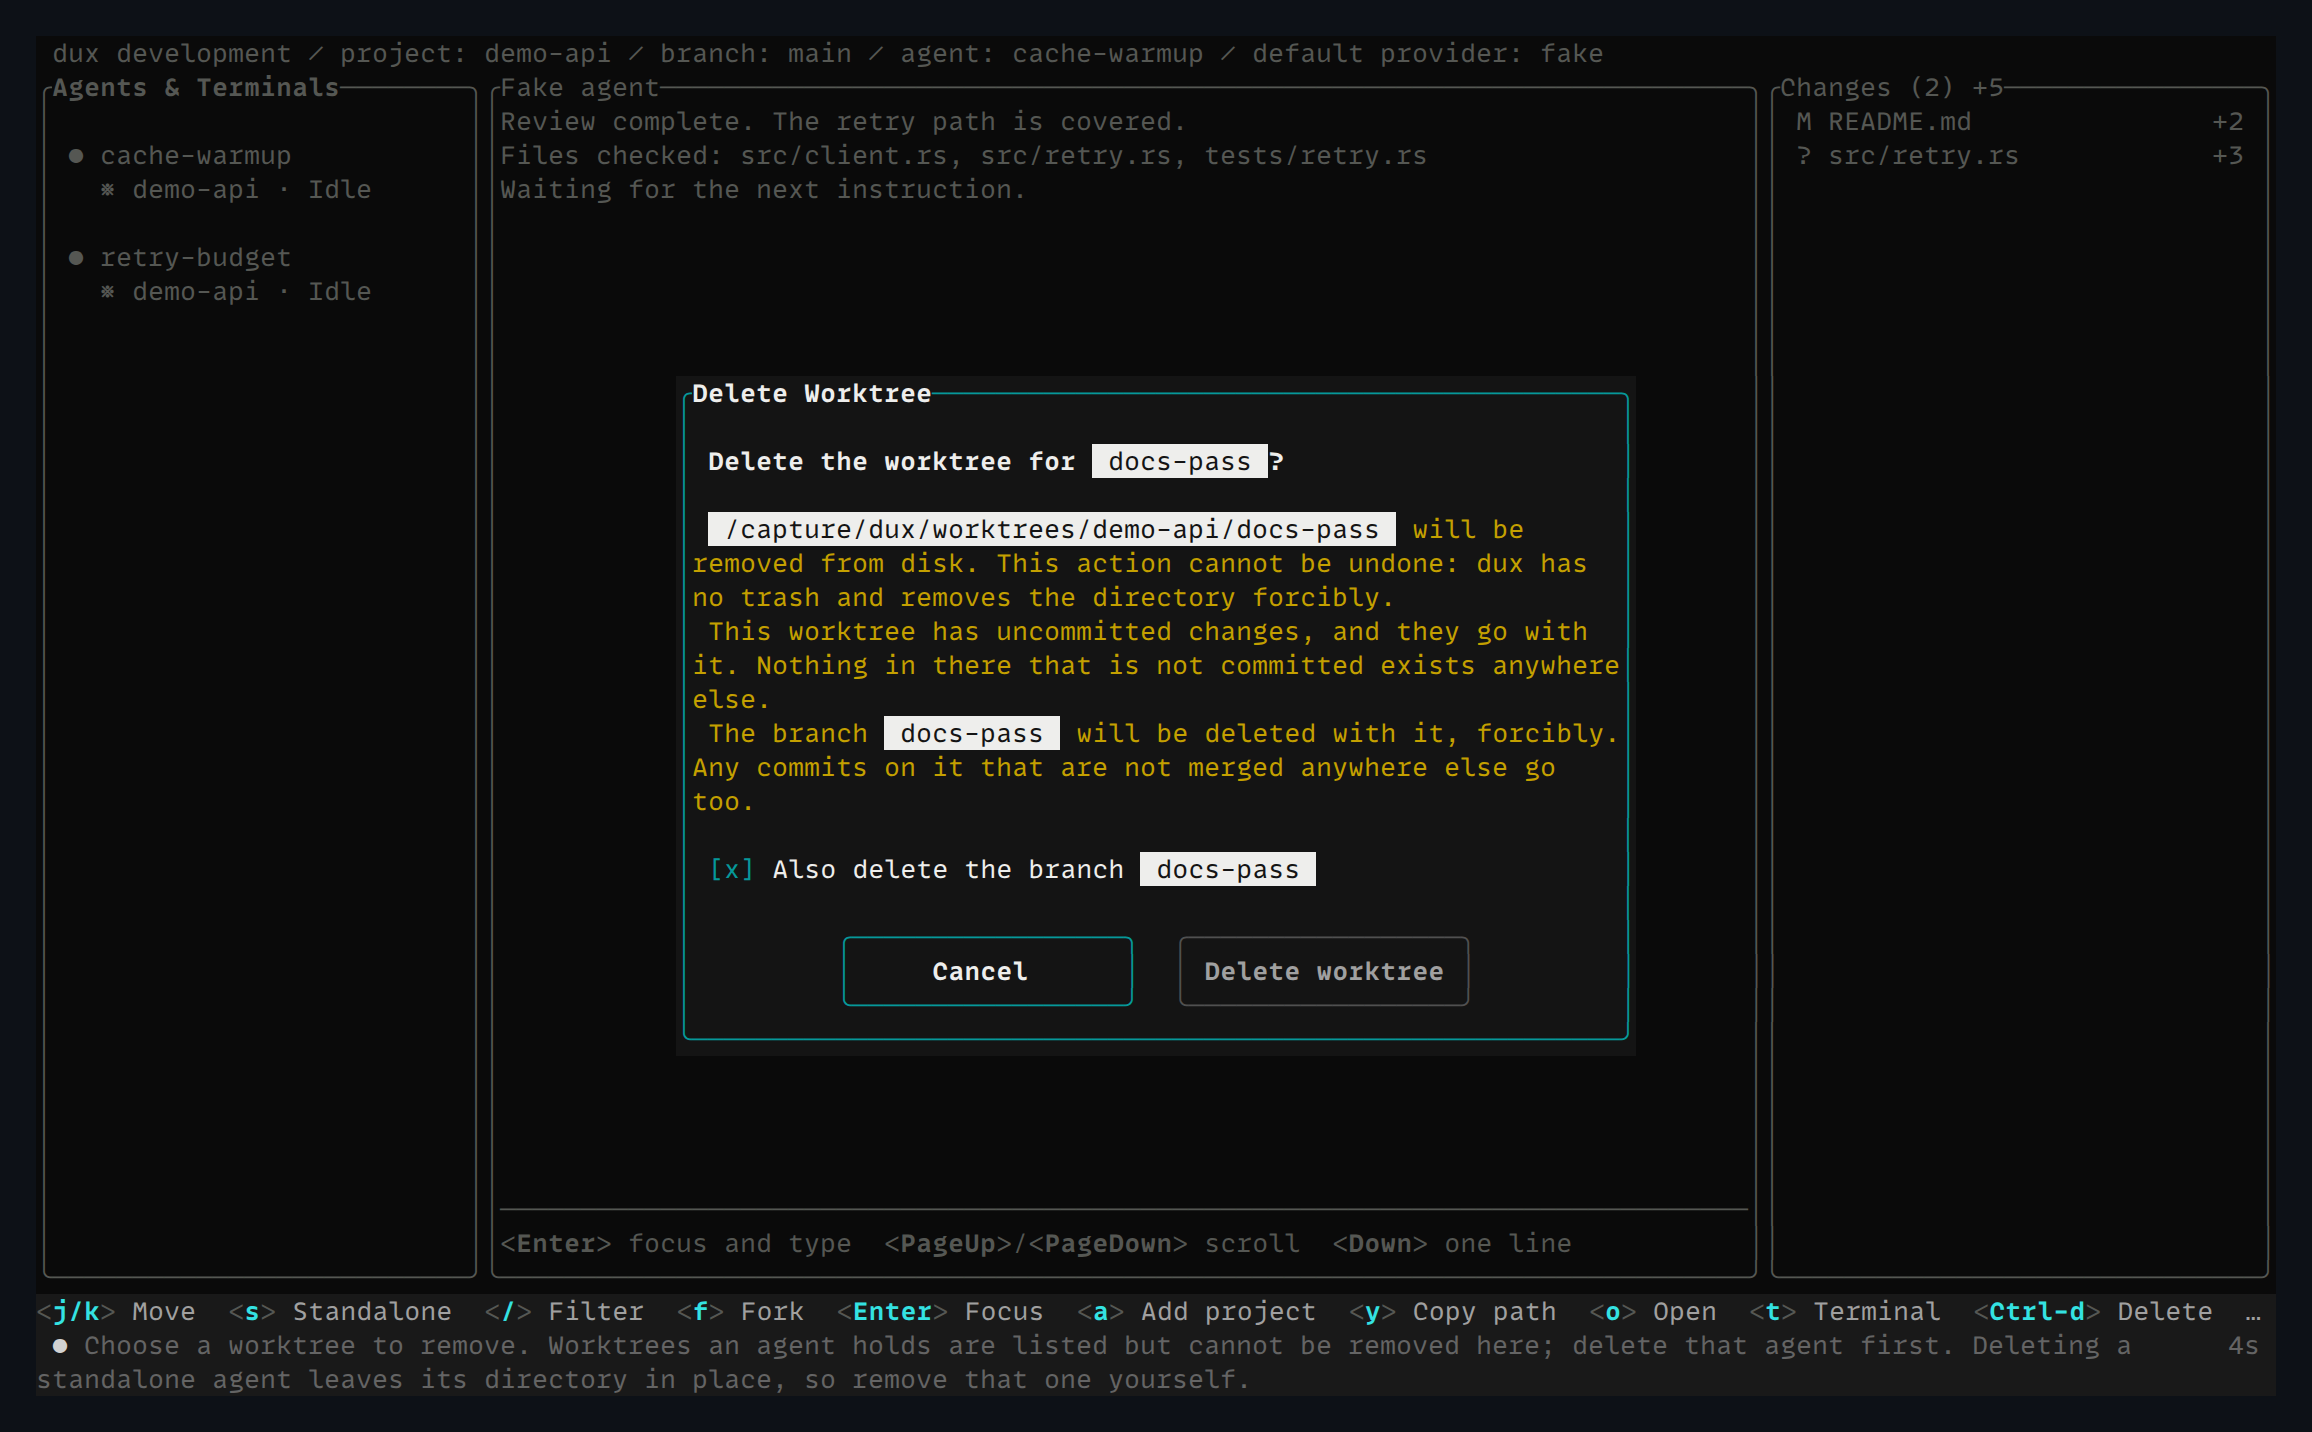 dux development / project: demo-api / branch: main / agent: cache-warmup / default provider: fake
Agents & Terminals
● cache-warmup
⨳ demo-api · Idle
● retry-budget
⨳ demo-api · Idle
Fake agent
Review complete. The retry path is covered.
Files checked: src/client.rs, src/retry.rs, tests/retry.rs
Waiting for the next instruction.
Changes (2) +5
M README.md +2
? src/retry.rs +3
Delete Worktree
Delete the worktree for docs-pass ?
/capture/dux/worktrees/demo-api/docs-pass will be
removed from disk. This action cannot be undone: dux has
no trash and removes the directory forcibly.
This worktree has uncommitted changes, and they go with
it. Nothing in there that is not committed exists anywhere
else.
The branch docs-pass will be deleted with it, forcibly.
Any commits on it that are not merged anywhere else go
too.
[x] Also delete the branch docs-pass
Cancel
Delete worktree
<Enter> focus and type <PageUp>/<PageDown> scroll <Down> one line
<j/k> Move <s> Standalone </> Filter <f> Fork <Enter> Focus <a> Add project <y> Copy path <o> Open <t> Terminal <Ctrl-d> Delete …
● Choose a worktree to remove. Worktrees an agent holds are listed but cannot be removed here; delete that agent first. Deleting a 4s
standalone agent leaves its directory in place, so remove that one yourself.